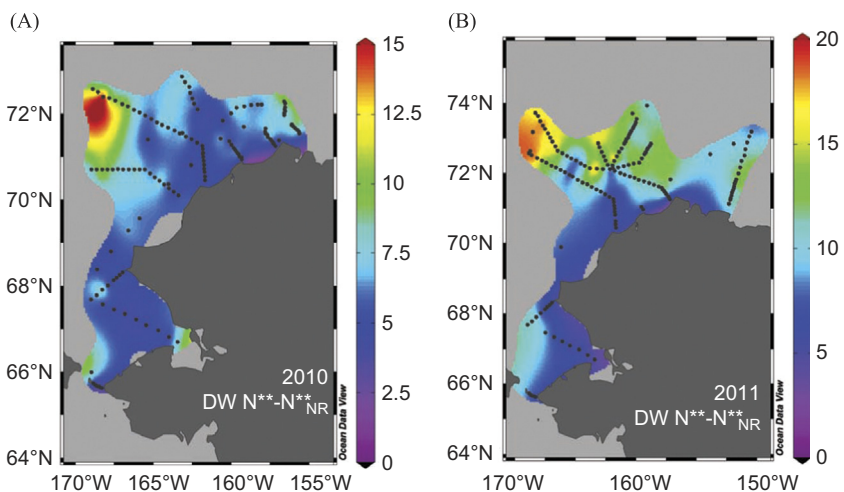 (A)
72°N
70°N
68°N
66°N
64°N
170°W
165°W
160°W
155°W
15
12.5
10
7.5
5
2.5
0
2010
DW N**-N**NR
Ocean Data View
(B)
74°N
72°N
70°N
68°N
66°N
64°N
170°W
160°W
150°W
20
15
10
5
0
2011
DW N**-N**NR
Ocean Data View